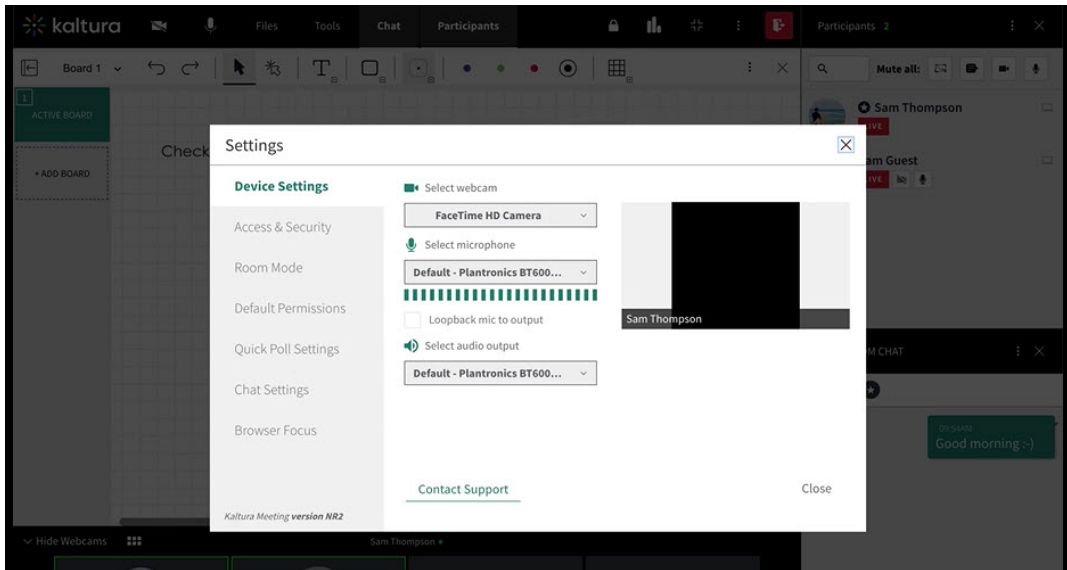 kaltura
Files
Tools
Chat
Participants
Participants 2
Board 1
T
Mute all:
1
ACTIVE BOARD
+ ADD BOARD
Check
Sam Thompson
LIVE
Guest
Settings
Device Settings
Access & Security
Room Mode
Default Permissions
Quick Poll Settings
Chat Settings
Browser Focus
Kaltura Meeting version NR2
Select webcam
FaceTime HD Camera
Select microphone
Default - Plantronics BT600...
Loopback mic to output
Select audio output
Default - Plantronics BT600...
Sam Thompson
Contact Support
Close
CHAT
09:54AM
Good morning :-)
Hide Webcams
Sam Thompson